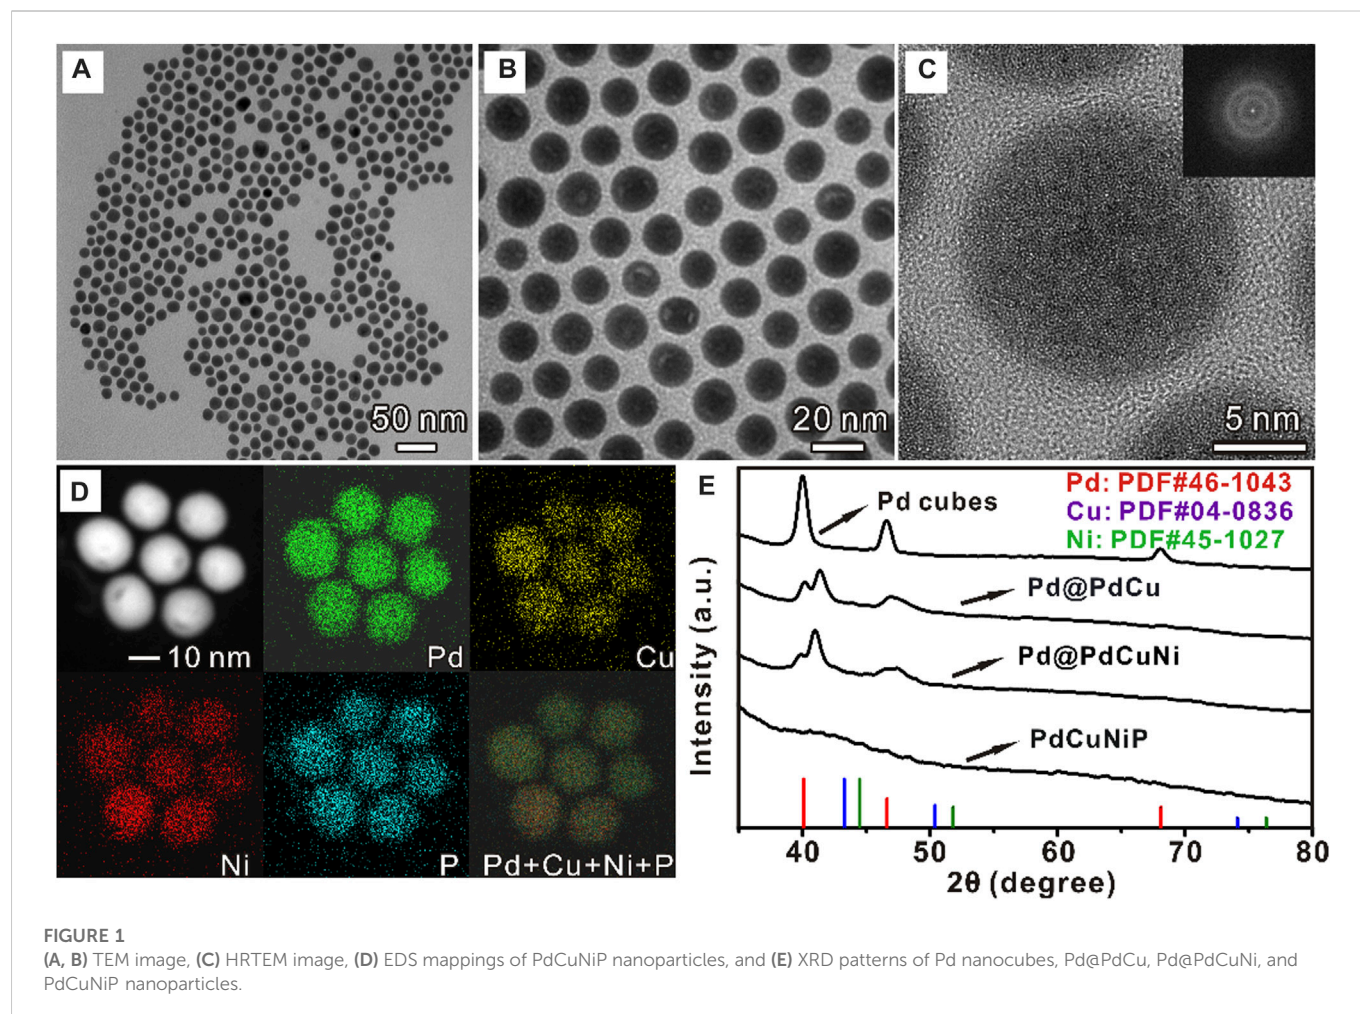 A
50 nm
B
20 nm
C
5 nm
D
10 nm
Pd
Cu
Ni
P
Pd+Cu+Ni+P
E
Pd: PDF#46-1043
Cu: PDF#04-0836
Ni: PDF#45-1027
Pd cubes
Pd@PdCu
Pd@PdCuNi
PdCuNiP
Intensity (a.u.)
40 50 60 70 80
2θ (degree)
FIGURE 1
(A, B) TEM image, (C) HRTEM image, (D) EDS mappings of PdCuNiP nanoparticles, and (E) XRD patterns of Pd nanocubes, Pd@PdCu, Pd@PdCuNi, and
PdCuNiP nanoparticles.